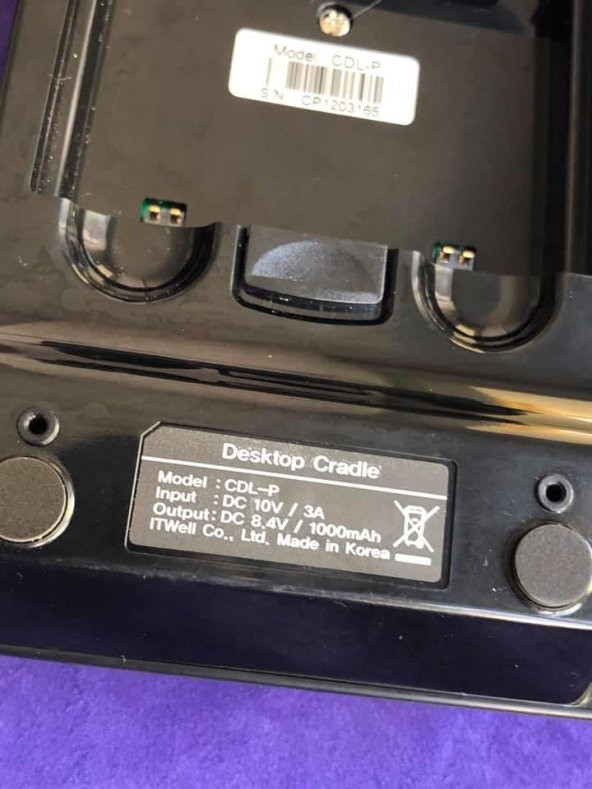 Model CDL-P
S/N CP1203165
Desktop Cradle
Model : CDL-P
Input : DC 10V / 3A
Output : DC 8.4V / 1000mAh
ITWell Co., Ltd. Made in Korea